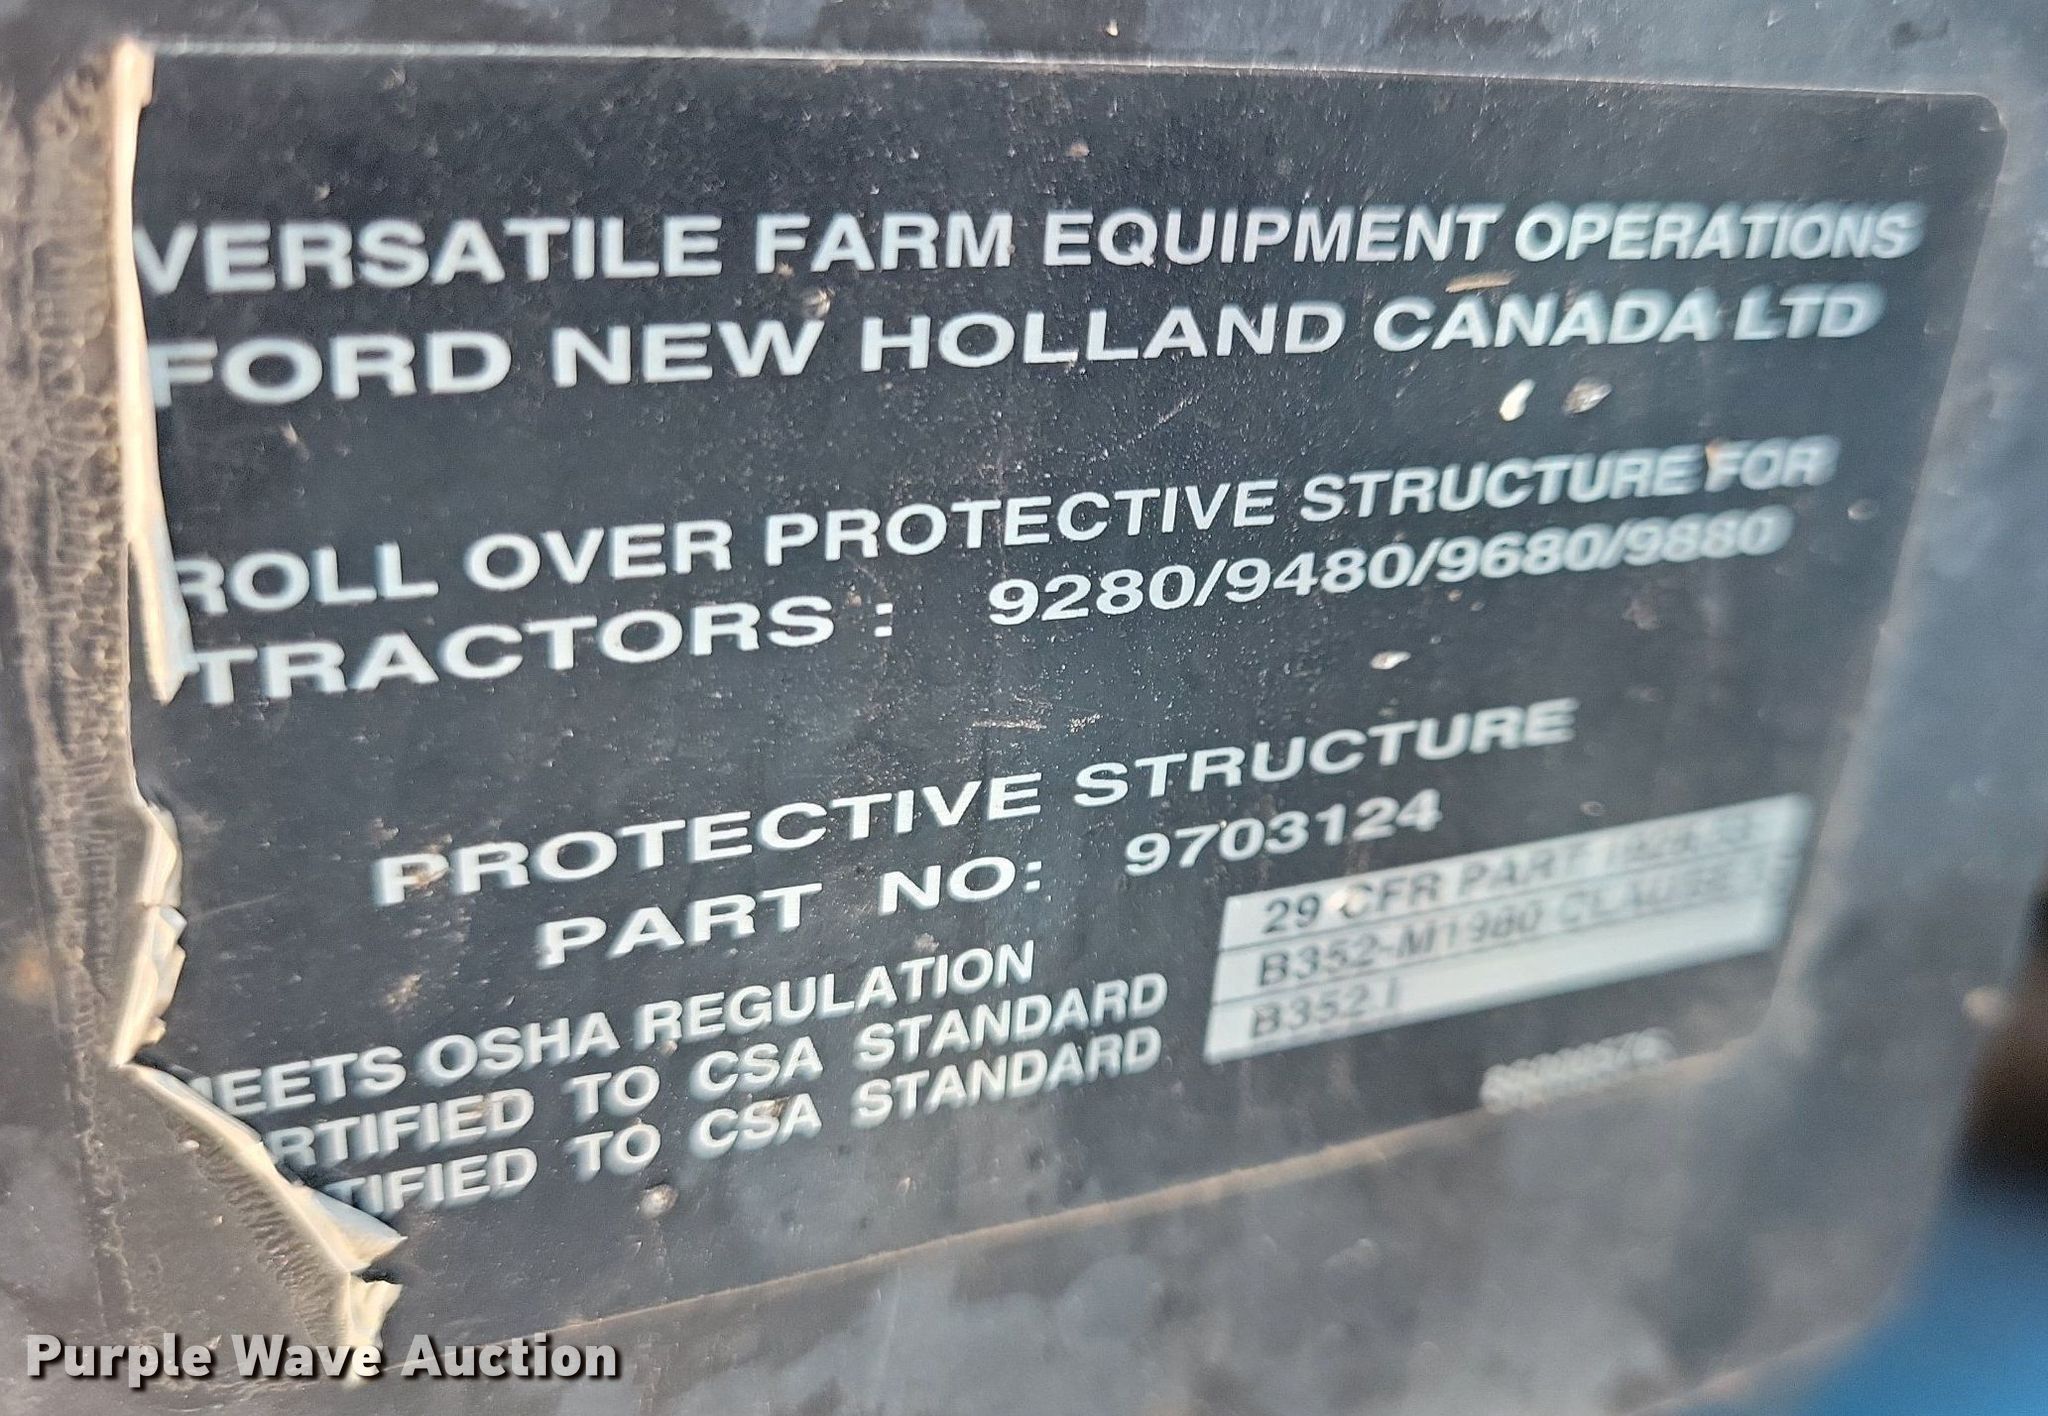 VERSATILE FARM EQUIPMENT OPERATIONS
FORD NEW HOLLAND CANADA LTD
ROLL OVER PROTECTIVE STRUCTURE FOR
TRACTORS : 9280/9480/9680/9880
PROTECTIVE STRUCTURE
PART NO: 9703124
EETS OSHA REGULATION 29 CFR PART
RTIFIED TO CSA STANDARD B352-M1980 CLAUSE
TIFIED TO CSA STANDARD B352.1
Purple Wave Auction